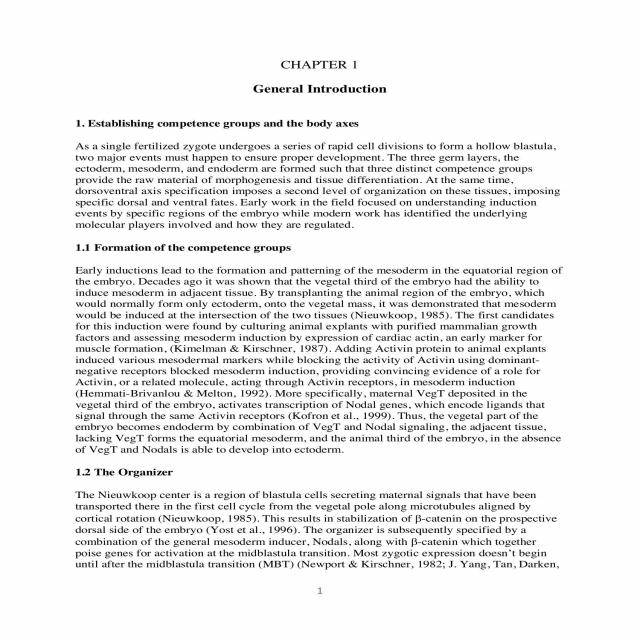 CHAPTER 1
General Introduction
1. Establishing competence groups and the body axes
As a single fertilized zygote undergoes a series of rapid cell divisions to form a hollow blastula,
two major events must happen to ensure proper development. The three germ layers, the
ectoderm, mesoderm, and endoderm are formed such that three distinct competence groups
provide the raw material of morphogenesis and tissue differentiation. At the same time,
dorsoventral axis specification imposes a second level of organization on these tissues, imposing
specific dorsal and ventral fates. Early work in the field focused on understanding induction
events by specific regions of the embryo while modern work has identified the underlying
molecular players involved and how they are regulated.
1.1 Formation of the competence groups
Early inductions lead to the formation and patterning of the mesoderm in the equatorial region of
the embryo. Decades ago it was shown that the vegetal third of the embryo had the ability to
induce mesoderm in adjacent tissue. By transplanting the animal region of the embryo, which
would normally form only ectoderm, onto the vegetal mass, it was demonstrated that mesoderm
would be induced at the intersection of the two tissues (Nieuwkoop, 1985). The first candidates
for this induction were found by culturing animal explants with purified mammalian growth
factors and assessing mesoderm induction by expression of cardiac actin, an early marker for
muscle formation, (Kimelman & Kirschner, 1987). Adding Activin protein to animal explants
induced various mesodermal markers while blocking the activity of Activin using dominant-
negative receptors blocked mesoderm induction, providing convincing evidence of a role for
Activin, or a related molecule, acting through Activin receptors, in mesoderm induction
(Hemmati-Brivanlou & Melton, 1992). More specifically, maternal VegT deposited in the
vegetal third of the embryo, activates transcription of Nodal genes, which encode ligands that
signal through the same Activin receptors (Kofron et al., 1999). Thus, the vegetal part of the
embryo becomes endoderm by combination of VegT and Nodal signaling, the adjacent tissue,
lacking VegT forms the equatorial mesoderm, and the animal third of the embryo, in the absence
of VegT and Nodals is able to develop into ectoderm.
1.2 The Organizer
The Nieuwkoop center is a region of blastula cells secreting maternal signals that have been
transported there in the first cell cycle from the vegetal pole along microtubules aligned by
cortical rotation (Nieuwkoop, 1985). This results in stabilization of β-catenin on the prospective
dorsal side of the embryo (Yost et al., 1996). The organizer is subsequently specified by a
combination of the general mesoderm inducer, Nodals, along with β-catenin which together
poise genes for activation at the midblastula transition. Most zygotic expression doesn't begin
until after the midblastula transition (MBT) (Newport & Kirschner, 1982; J. Yang, Tan, Darken,
1